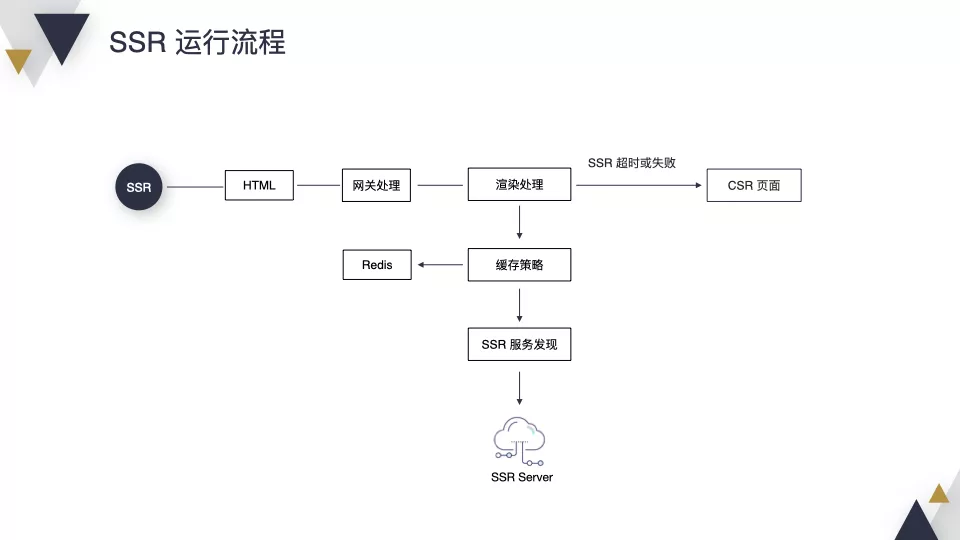 SSR 运行流程
SSR 超时或失败
SSR
HTML
网关处理
渲染处理
CSR 页面
Redis
缓存策略
SSR 服务发现
SSR Server